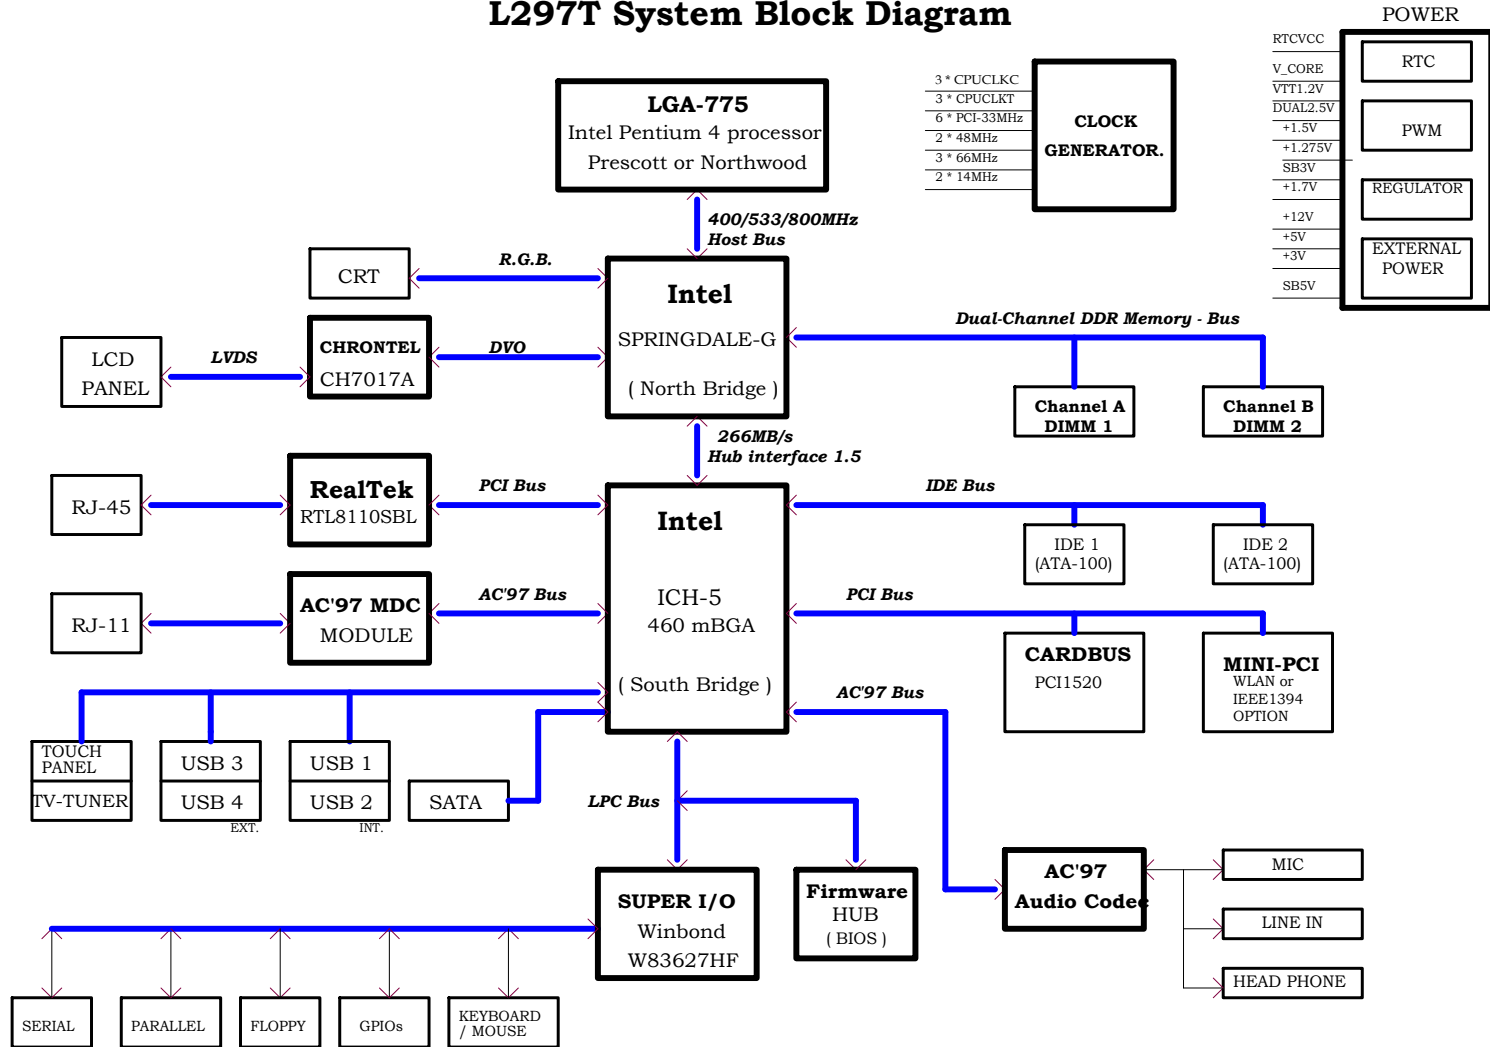 L297T System Block Diagram
POWER
RTCVCC
V_CORE
VTT1.2V
DUAL2.5V
+1.5V
+1.275V
SB3V
+1.7V
+12V
+5V
+3V
SB5V
RTC
PWM
REGULATOR
EXTERNAL
POWER
3 * CPUCLKC
3 * CPUCLKT
6 * PCI-33MHz
2 * 48MHz
3 * 66MHz
2 * 14MHz
CLOCK
GENERATOR.
LGA-775
Intel Pentium 4 processor
Prescott or Northwood
400/533/800MHz
Host Bus
CRT
R.G.B.
Intel
SPRINGDALE-G
( North Bridge )
LCD
PANEL
LVDS
CHRONTEL
CH7017A
DVO
Dual-Channel DDR Memory - Bus
Channel A
DIMM 1
Channel B
DIMM 2
266MB/s
Hub interface 1.5
RJ-45
RealTek
RTL8110SBL
PCI Bus
Intel
ICH-5
460 mBGA
( South Bridge )
IDE Bus
IDE 1
(ATA-100)
IDE 2
(ATA-100)
RJ-11
AC'97 MDC
MODULE
AC'97 Bus
PCI Bus
CARDBUS
PCI1520
MINI-PCI
WLAN or
IEEE1394
OPTION
AC'97 Bus
TOUCH
PANEL
TV-TUNER
USB 3
USB 4
EXT.
USB 1
USB 2
INT.
SATA
LPC Bus
SUPER I/O
Winbond
W83627HF
Firmware
HUB
( BIOS )
AC'97
Audio Codec
MIC
LINE IN
HEAD PHONE
SERIAL
PARALLEL
FLOPPY
GPIOs
KEYBOARD
/ MOUSE